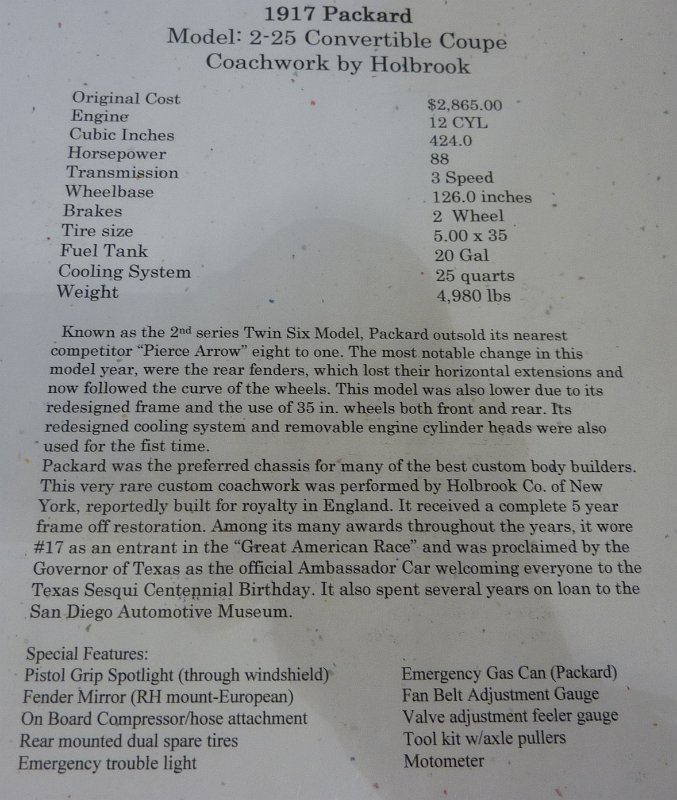 1917 Packard
Model: 2-25 Convertible Coupe
Coachwork by Holbrook
Original Cost $2,865.00
Engine 12 CYL
Cubic Inches 424.0
Horsepower 88
Transmission 3 Speed
Wheelbase 126.0 inches
Brakes 2 Wheel
Tire size 5.00 x 35
Fuel Tank 20 Gal
Cooling System 25 quarts
Weight 4,980 lbs
Known as the 2nd series Twin Six Model, Packard outsold its nearest
competitor “Pierce Arrow” eight to one. The most notable change in this
model year, were the rear fenders, which lost their horizontal extensions and
now followed the curve of the wheels. This model was also lower due to its
redesigned frame and the use of 35 in. wheels both front and rear. Its
redesigned cooling system and removable engine cylinder heads were also
used for the fist time.
Packard was the preferred chassis for many of the best custom body builders.
This very rare custom coachwork was performed by Holbrook Co. of New
York, reportedly built for royalty in England. It received a complete 5 year
frame off restoration. Among its many awards throughout the years, it wore
#17 as an entrant in the “Great American Race” and was proclaimed by the
Governor of Texas as the official Ambassador Car welcoming everyone to the
Texas Sesqui Centennial Birthday. It also spent several years on loan to the
San Diego Automotive Museum.
Special Features:
Pistol Grip Spotlight (through windshield) Emergency Gas Can (Packard)
Fender Mirror (RH mount-European) Fan Belt Adjustment Gauge
On Board Compressor/hose attachment Valve adjustment feeler gauge
Rear mounted dual spare tires Tool kit w/axle pullers
Emergency trouble light Motometer